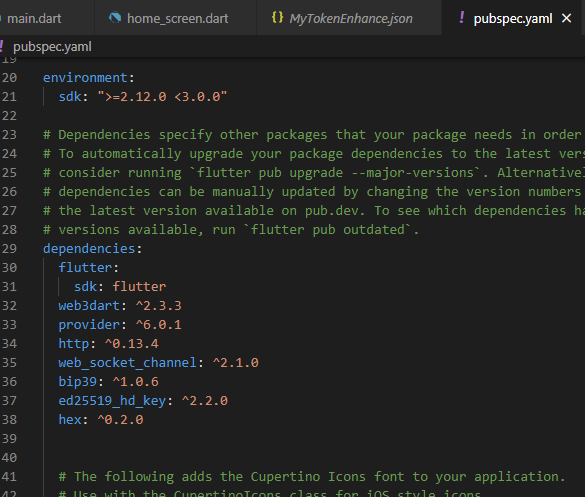 main.dart
home_screen.dart
MyTokenEnhance.json
pubspec.yaml
pubspec.yaml
19
20 environment:
21 sdk: ">=2.12.0 <3.0.0"
22
23 # Dependencies specify other packages that your package needs in order
24 # To automatically upgrade your package dependencies to the latest vers
25 # consider running `flutter pub upgrade --major-versions`. Alternativel
26 # dependencies can be manually updated by changing the version numbers
27 # the latest version available on pub.dev. To see which dependencies ha
28 # versions available, run `flutter pub outdated`.
29 dependencies:
30 flutter:
31 sdk: flutter
32 web3dart: ^2.3.3
33 provider: ^6.0.1
34 http: ^0.13.4
35 web_socket_channel: ^2.1.0
36 bip39: ^1.0.6
37 ed25519_hd_key: ^2.2.0
38 hex: ^0.2.0
39
40
41 # The following adds the Cupertino Icons font to your application.
42 # Use with the CupertinoIcons class for iOS style icons.